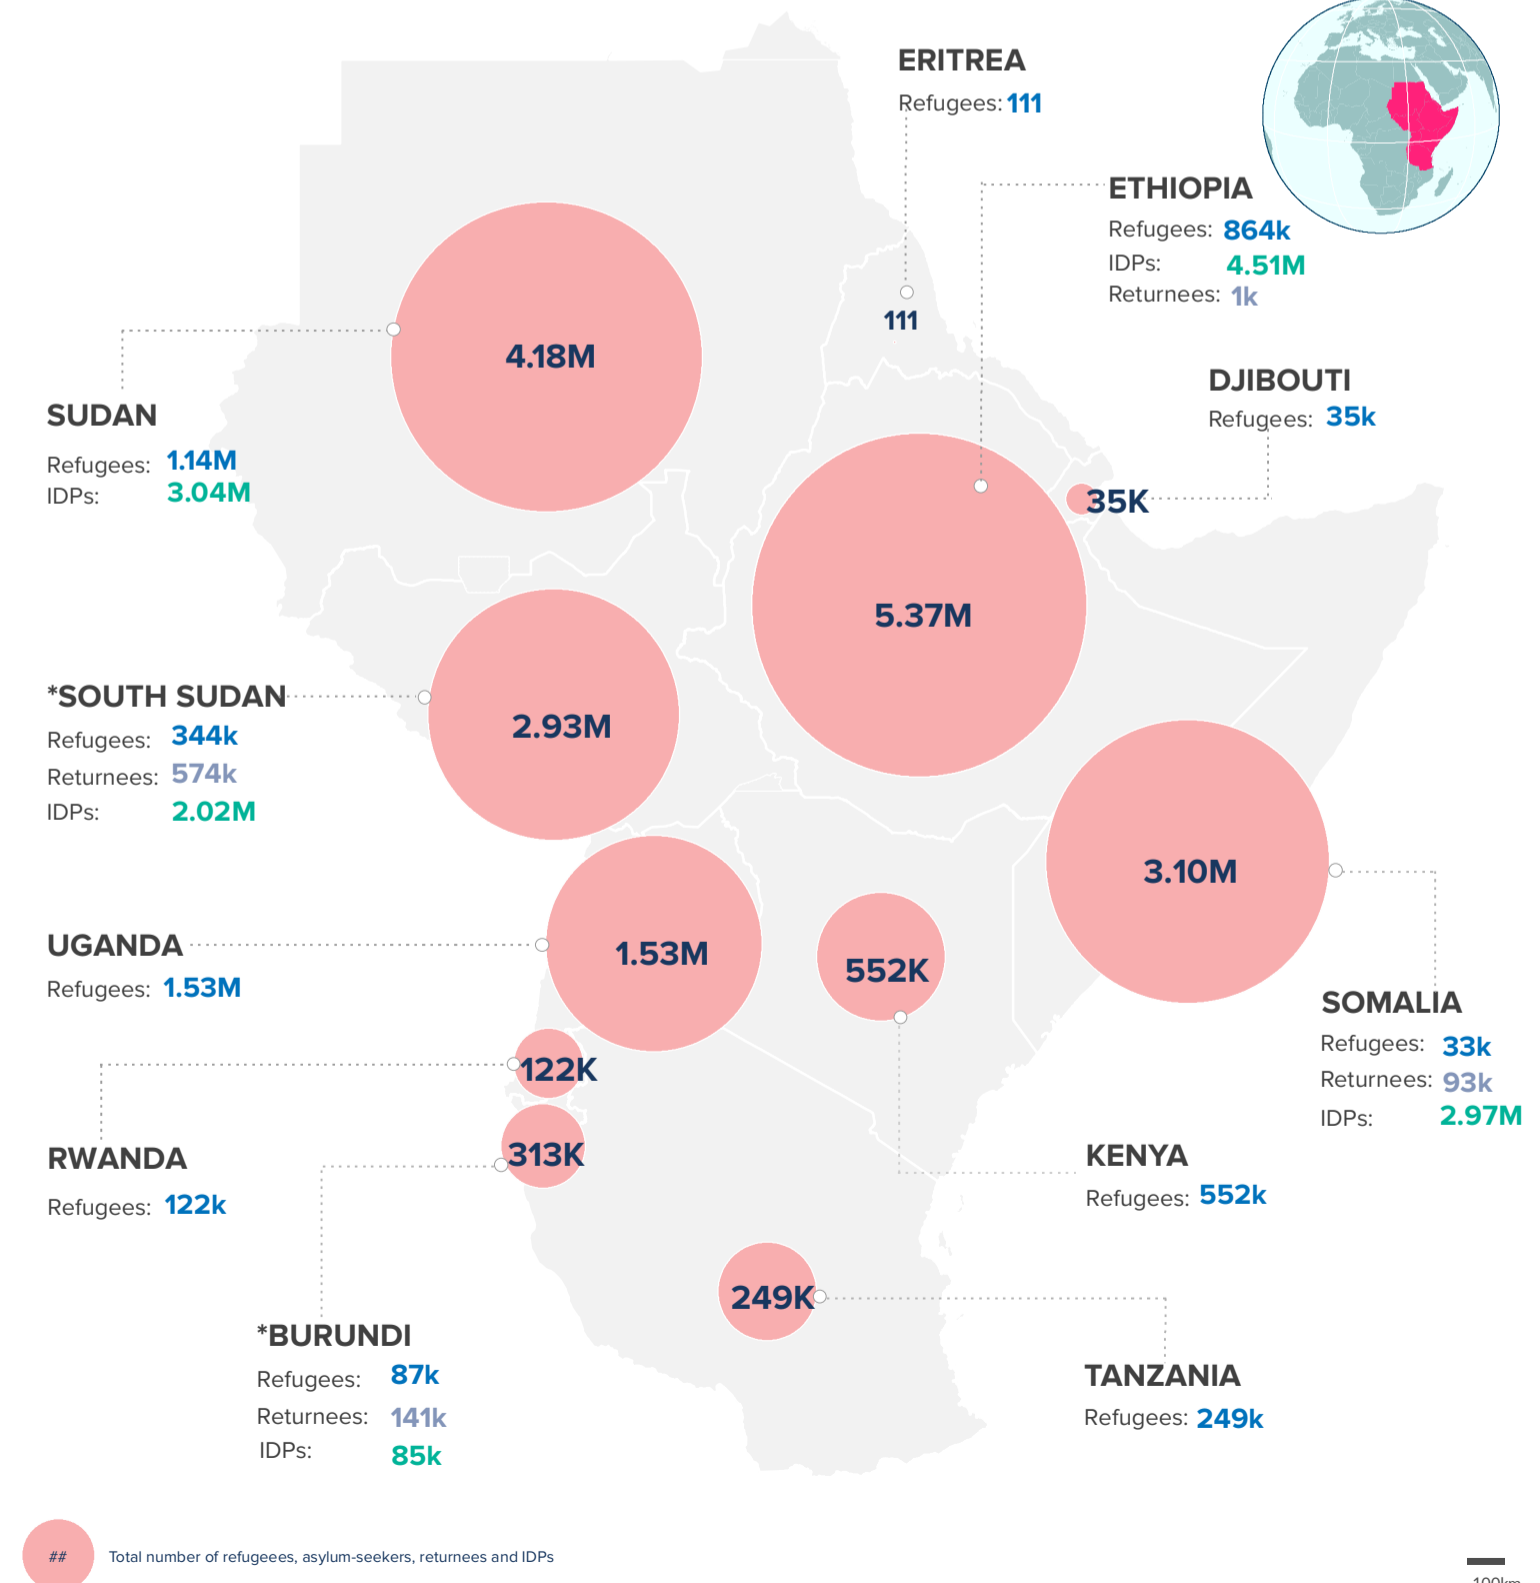 ERITREA
Refugees: 111
ETHIOPIA
Refugees: 864k
IDPs: 4.51M
Returnees: 1k
111
4.18M
DJIBOUTI
Refugees: 35k
SUDAN
Refugees: 1.14M
IDPs: 3.04M
35K
5.37M
*SOUTH SUDAN
Refugees: 344k
Returnees: 574k
IDPs: 2.02M
2.93M
3.10M
UGANDA
Refugees: 1.53M
1.53M
552K
SOMALIA
Refugees: 33k
Returnees: 93k
IDPs: 2.97M
122K
RWANDA
Refugees: 122k
313K
KENYA
Refugees: 552k
249K
*BURUNDI
Refugees: 87k
Returnees: 141k
IDPs: 85k
TANZANIA
Refugees: 249k
## Total number of refugeees, asylum-seekers, returnees and IDPs
100km